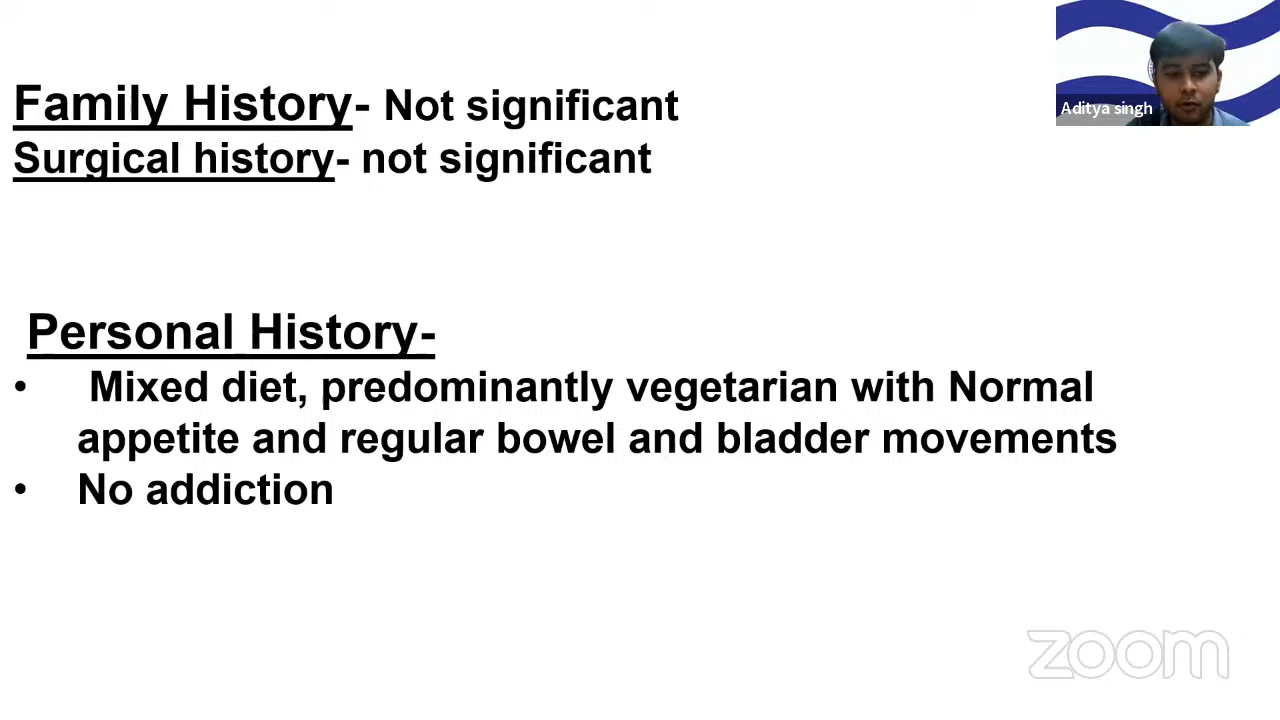 Family History- Not significant
Aditya singh
Surgical history- not significant
Personal History-
• Mixed diet, predominantly vegetarian with Normal
appetite and regular bowel and bladder movements
• No addiction
zoom